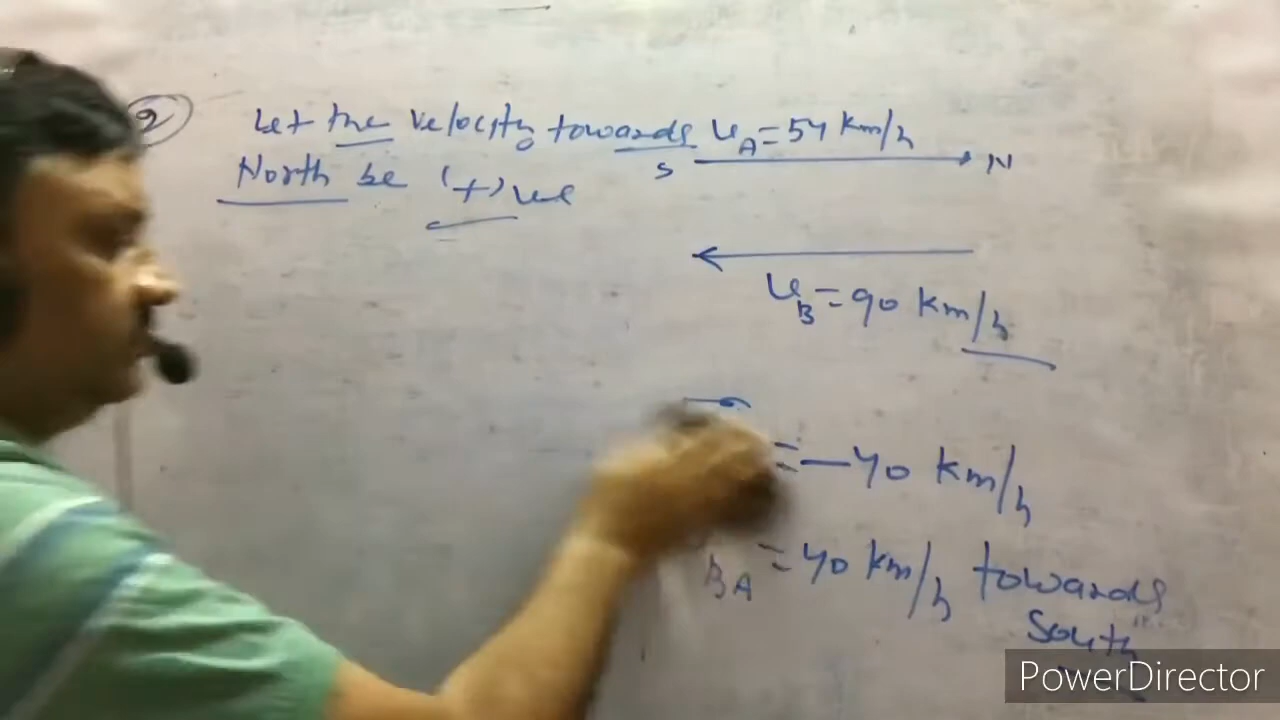 2
Let the velocity towards
North be (+)ve
u_A = 54 km/h
S N
u_B = 90 km/h
= -40 km/h
BA = 40 km/h towards
South
PowerDirector